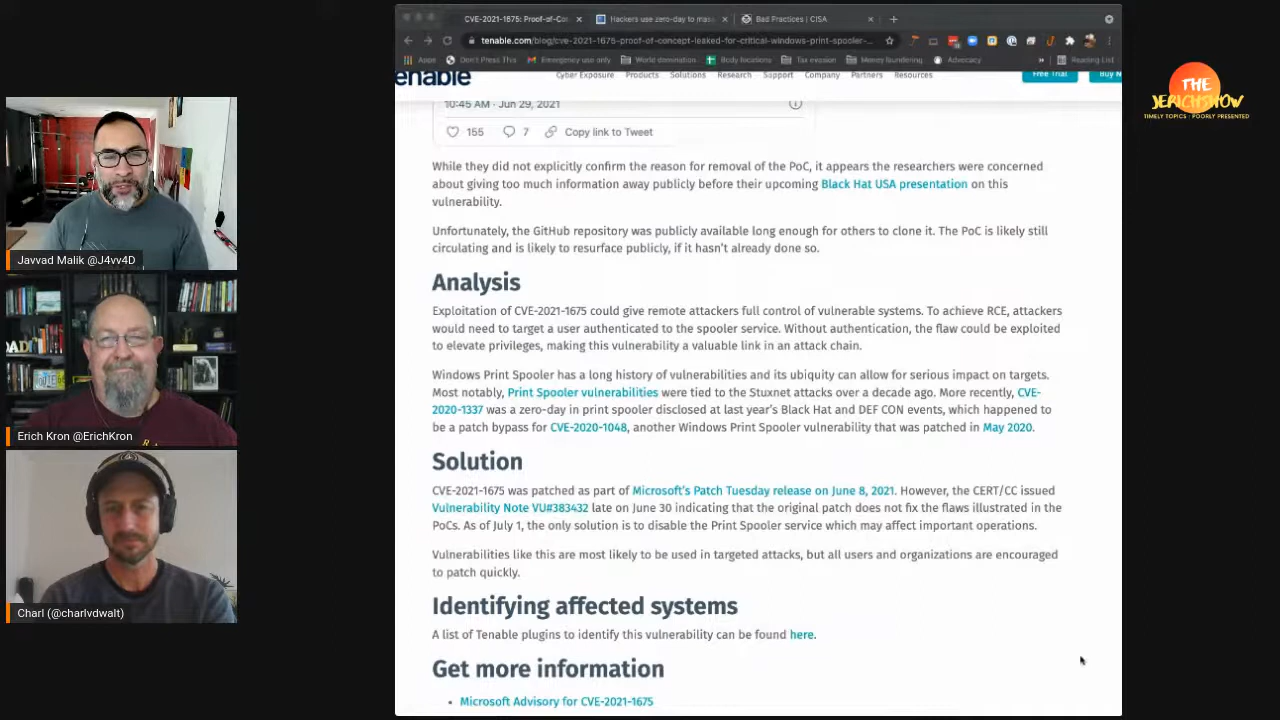 CVE-2021-1675: Proof-of-Co
Hackers use zero-day to mas
Bad Practices | CISA
tenable.com/blog/cve-2021-1675-proof-of-concept-leaked-for-critical-windows-print-spooler-...
Apps
Don't Press This
Emergency use only
World domination
Body locations
Tax evasion
Money laundering
Advocacy
»
Reading List
enable
Cyber Exposure
Products
Solutions
Research
Support
Company
Partners
Resources
Free Trial
Buy N
10:45 AM · Jun 29, 2021
155
7
Copy link to Tweet
While they did not explicitly confirm the reason for removal of the PoC, it appears the researchers were concerned
about giving too much information away publicly before their upcoming Black Hat USA presentation on this
vulnerability.
Unfortunately, the GitHub repository was publicly available long enough for others to clone it. The PoC is likely still
circulating and is likely to resurface publicly, if it hasn't already done so.
Analysis
Exploitation of CVE-2021-1675 could give remote attackers full control of vulnerable systems. To achieve RCE, attackers
would need to target a user authenticated to the spooler service. Without authentication, the flaw could be exploited
to elevate privileges, making this vulnerability a valuable link in an attack chain.
Windows Print Spooler has a long history of vulnerabilities and its ubiquity can allow for serious impact on targets.
Most notably, Print Spooler vulnerabilities were tied to the Stuxnet attacks over a decade ago. More recently, CVE-
2020-1337 was a zero-day in print spooler disclosed at last year's Black Hat and DEF CON events, which happened to
be a patch bypass for CVE-2020-1048, another Windows Print Spooler vulnerability that was patched in May 2020.
Solution
CVE-2021-1675 was patched as part of Microsoft's Patch Tuesday release on June 8, 2021. However, the CERT/CC issued
Vulnerability Note VU#383432 late on June 30 indicating that the original patch does not fix the flaws illustrated in the
PoCs. As of July 1, the only solution is to disable the Print Spooler service which may affect important operations.
Vulnerabilities like this are most likely to be used in targeted attacks, but all users and organizations are encouraged
to patch quickly.
Identifying affected systems
A list of Tenable plugins to identify this vulnerability can be found here.
Get more information
• Microsoft Advisory for CVE-2021-1675
Javvad Malik @J4vv4D
Erich Kron @ErichKron
Charl (@charlvdwalt)
THE
JERICHSHOW
TIMELY TOPICS · POORLY PRESENTED